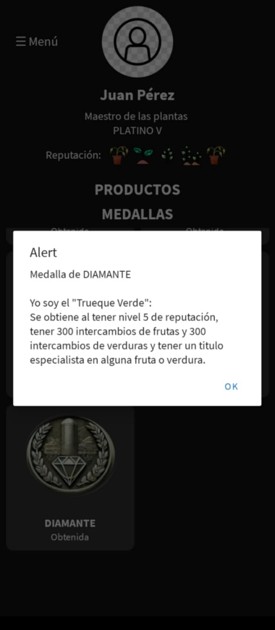 ☰ Menú
Juan Pérez
Maestro de las plantas
PLATINO V
Reputación:
PRODUCTOS
MEDALLAS
Obtenida Obtenida
Alert
Medalla de DIAMANTE
Yo soy el "Trueque Verde":
Se obtiene al tener nivel 5 de reputación,
tener 300 intercambios de frutas y 300
intercambios de verduras y tener un titulo
especialista en alguna fruta o verdura.
OK
DIAMANTE
Obtenida